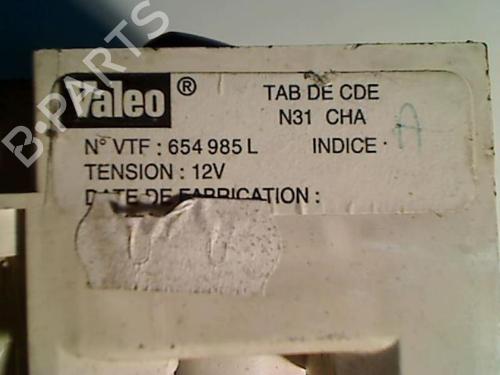 Valeo ® TAB DE CDE
N31 CHA
N° VTF : 654 985 L INDICE · A
TENSION : 12V
DATE DE FABRICATION :
B-PARTS